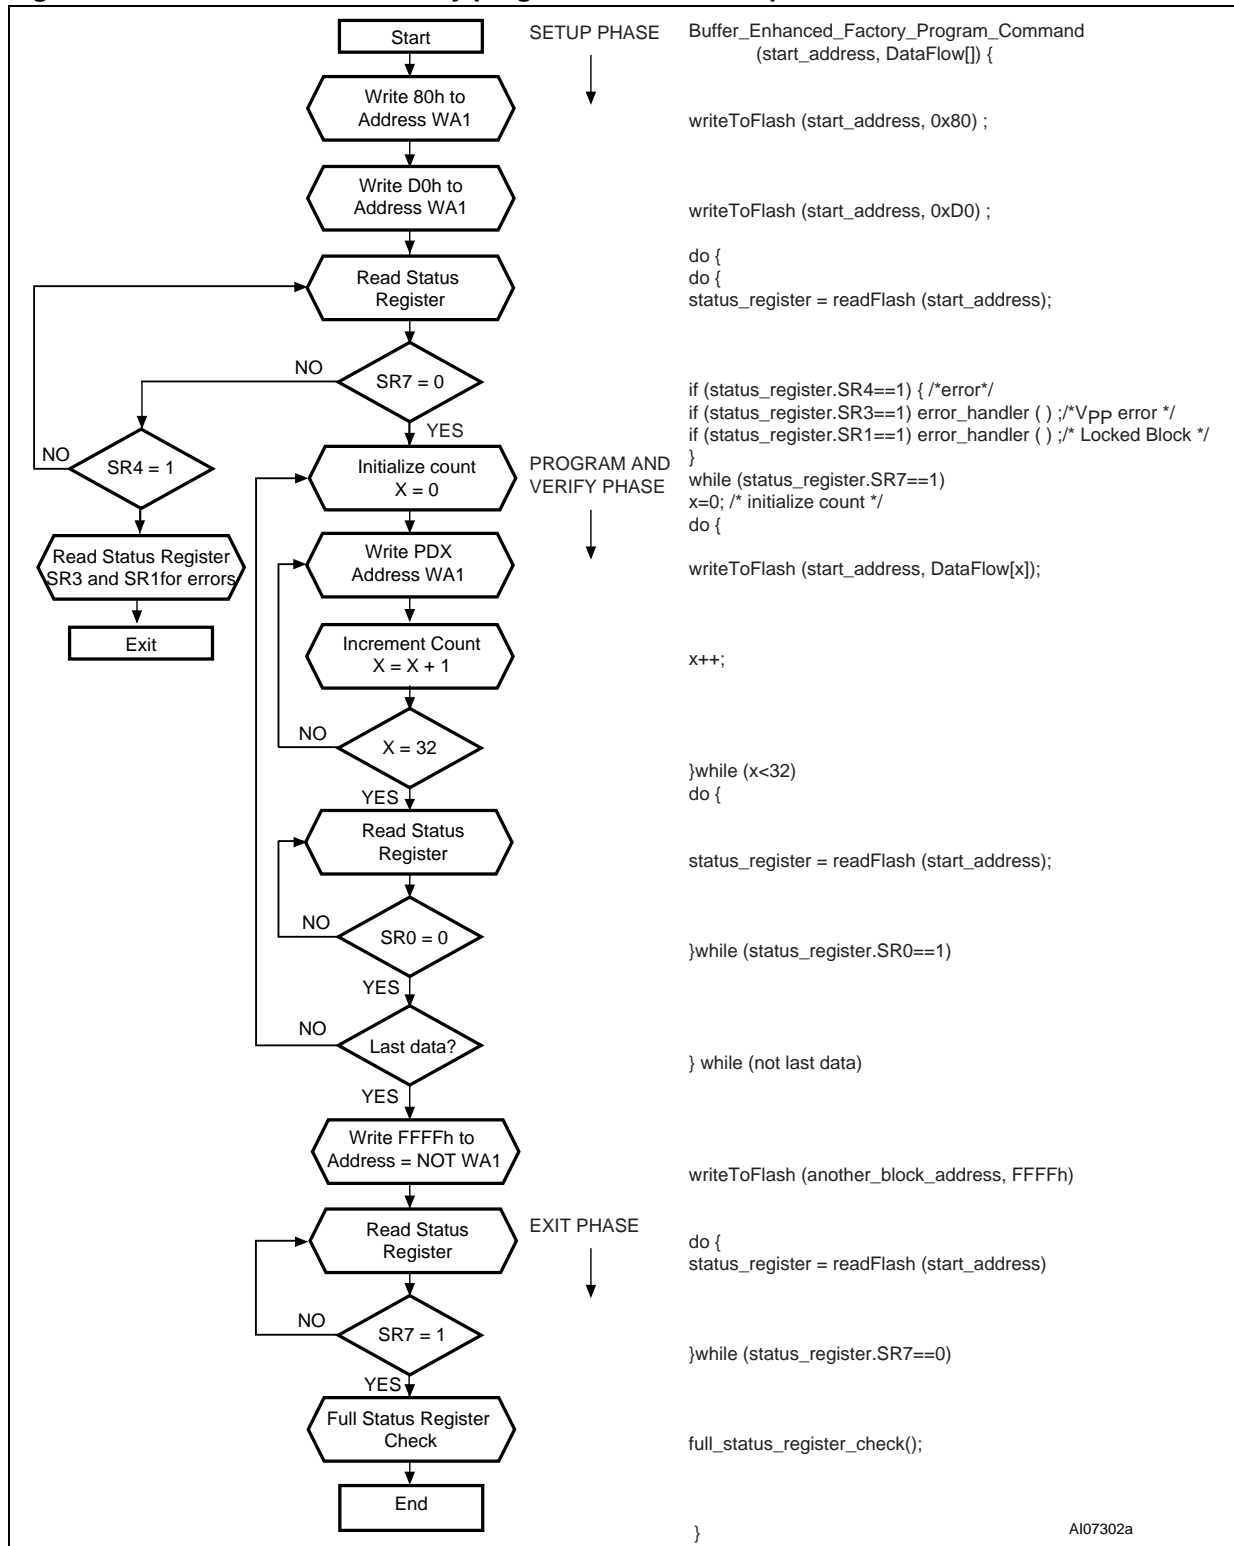 Start
Write 80h to
Address WA1
Write D0h to
Address WA1
Read Status
Register
NO
SR7 = 0
YES
NO
SR4 = 1
Read Status Register
SR3 and SR1for errors
Exit
Initialize count
X = 0
Write PDX
Address WA1
Increment Count
X = X + 1
NO
X = 32
YES
Read Status
Register
NO
SR0 = 0
YES
NO
Last data?
YES
Write FFFFh to
Address = NOT WA1
Read Status
Register
NO
SR7 = 1
YES
Full Status Register
Check
End
SETUP PHASE
PROGRAM AND
VERIFY PHASE
EXIT PHASE
Buffer_Enhanced_Factory_Program_Command
(start_address, DataFlow[]) {
writeToFlash (start_address, 0x80) ;
writeToFlash (start_address, 0xD0) ;
do {
do {
status_register = readFlash (start_address);
if (status_register.SR4==1) { /*error*/
if (status_register.SR3==1) error_handler ( ) ;/*VPP error */
if (status_register.SR1==1) error_handler ( ) ;/* Locked Block */
}
while (status_register.SR7==1)
x=0; /* initialize count */
do {
writeToFlash (start_address, DataFlow[x]);
x++;
}while (x<32)
do {
status_register = readFlash (start_address);
}while (status_register.SR0==1)
} while (not last data)
writeToFlash (another_block_address, FFFFh)
do {
status_register = readFlash (start_address)
}while (status_register.SR7==0)
full_status_register_check();
}
AI07302a